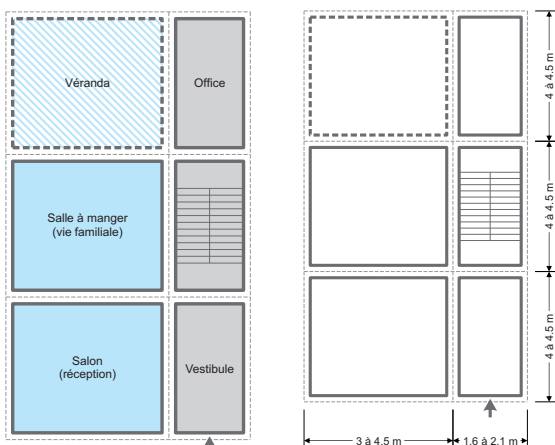 Véranda
Office
Salle à manger
(vie familiale)
Salon
(réception)
Vestibule
4 à 4.5 m
4 à 4.5 m
4 à 4.5 m
3 à 4.5 m
1.6 à 2.1 m